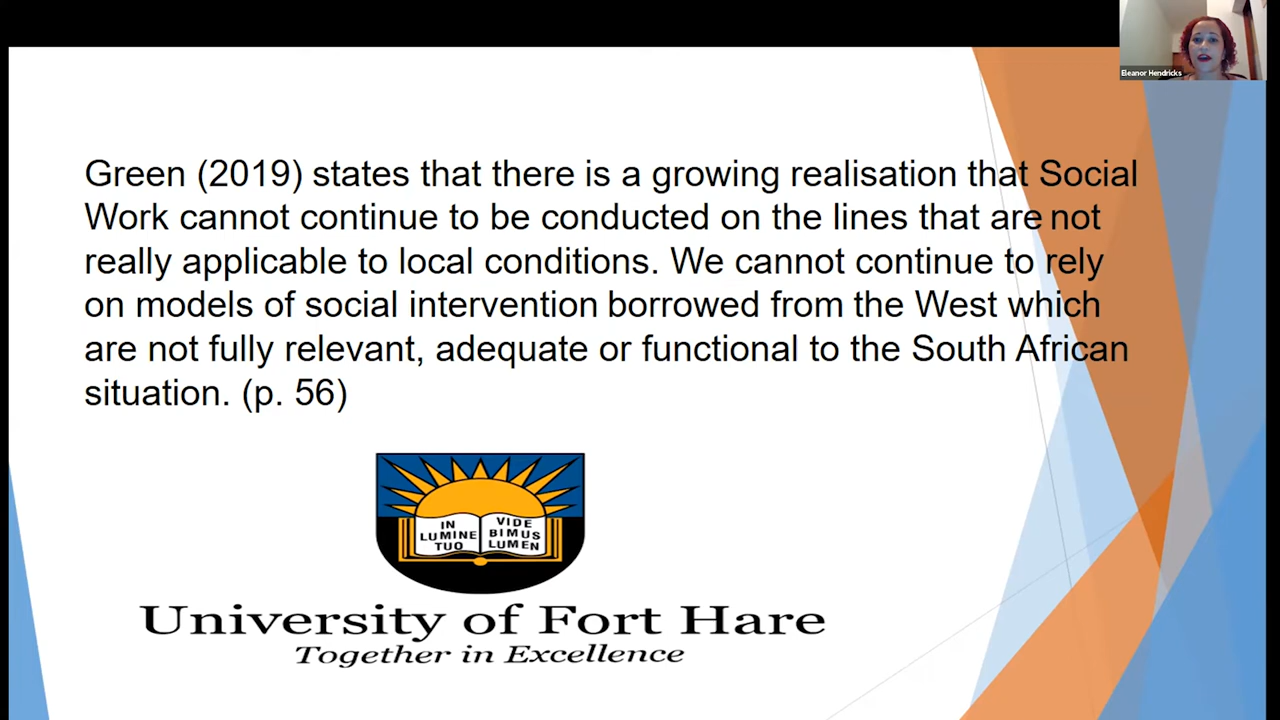 Eleanor Hendricks
Green (2019) states that there is a growing realisation that Social
Work cannot continue to be conducted on the lines that are not
really applicable to local conditions. We cannot continue to rely
on models of social intervention borrowed from the West which
are not fully relevant, adequate or functional to the South African
situation. (p. 56)
IN
LUMINE
TUO
VIDE
BIMUS
LUMEN
University of Fort Hare
Together in Excellence